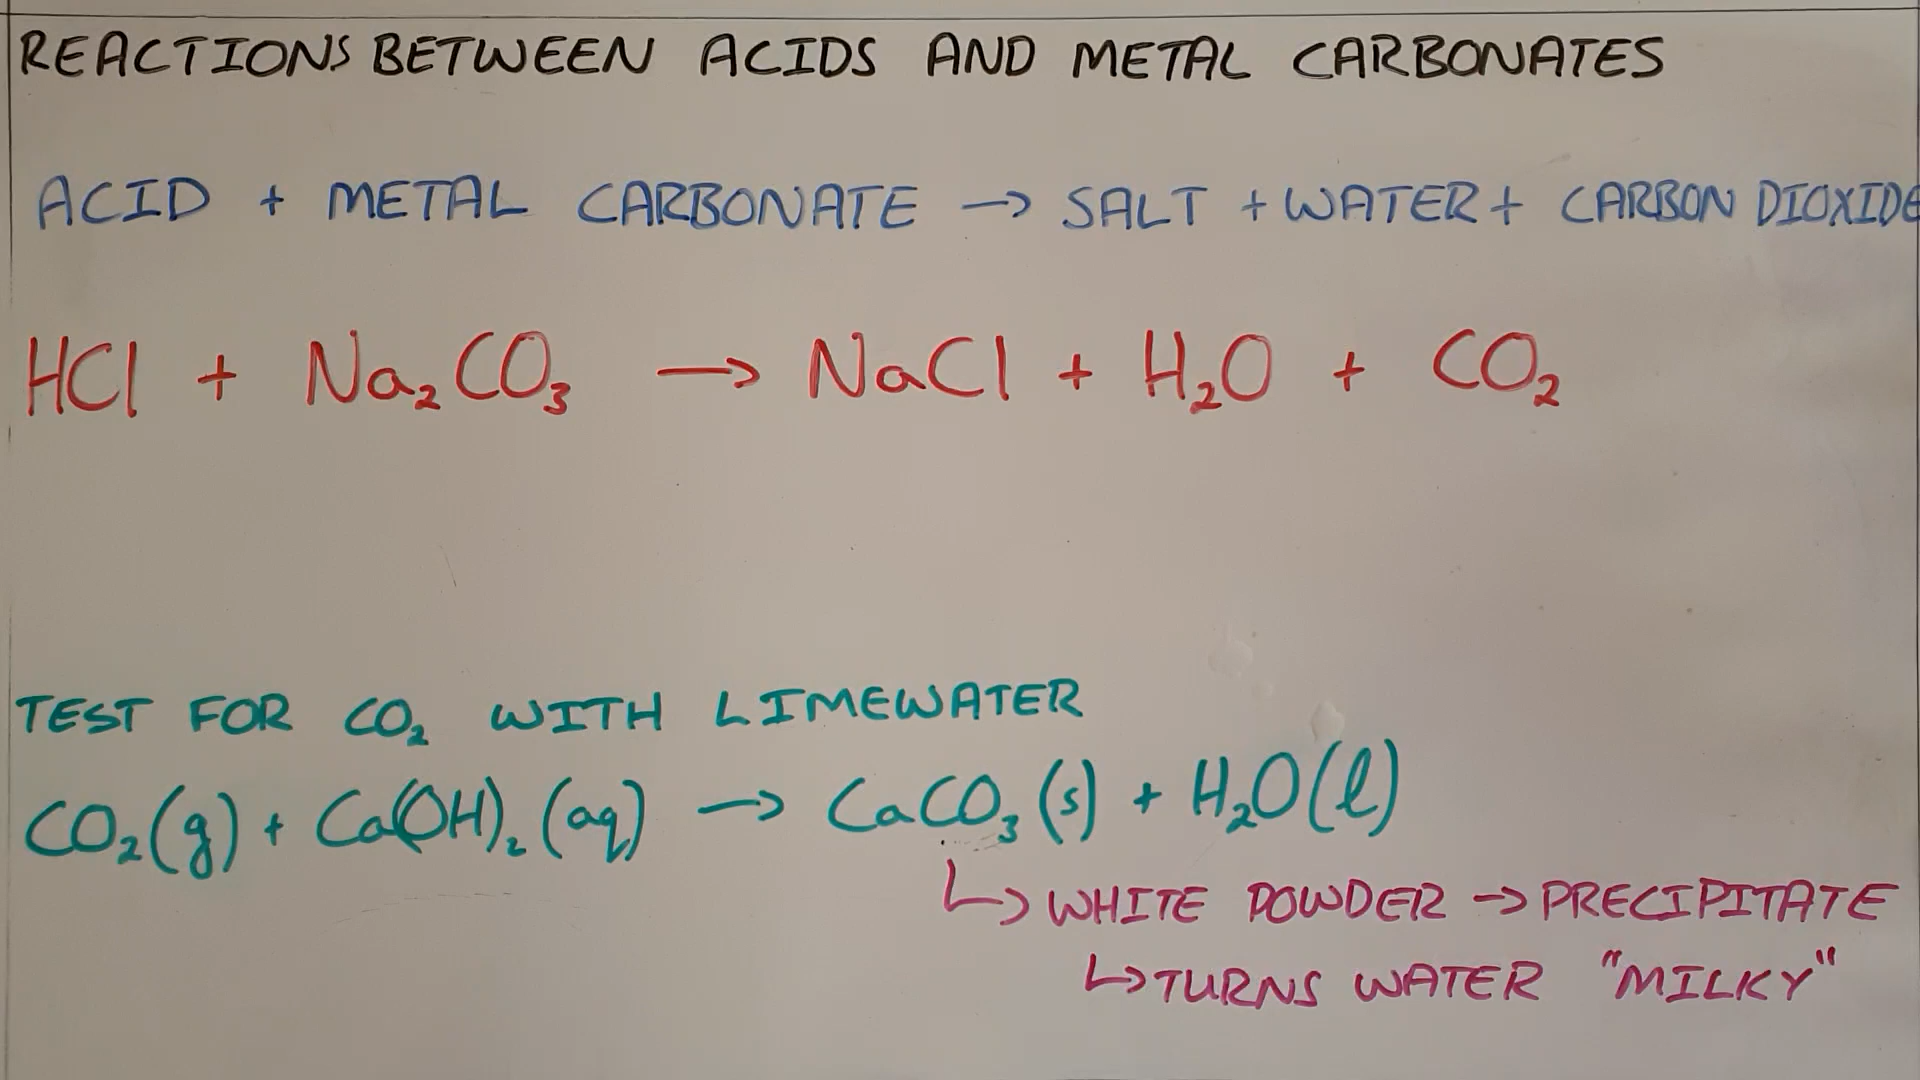 REACTIONS BETWEEN ACIDS AND METAL CARBONATES
ACID + METAL CARBONATE → SALT + WATER + CARBON DIOXIDE
HCl + Na₂CO₃ → NaCl + H₂O + CO₂
TEST FOR CO₂ WITH LIMEWATER
CO₂(g) + Ca(OH)₂(aq) → CaCO₃(s) + H₂O(l)
↳ WHITE POWDER → PRECIPITATE
↳ TURNS WATER "MILKY"